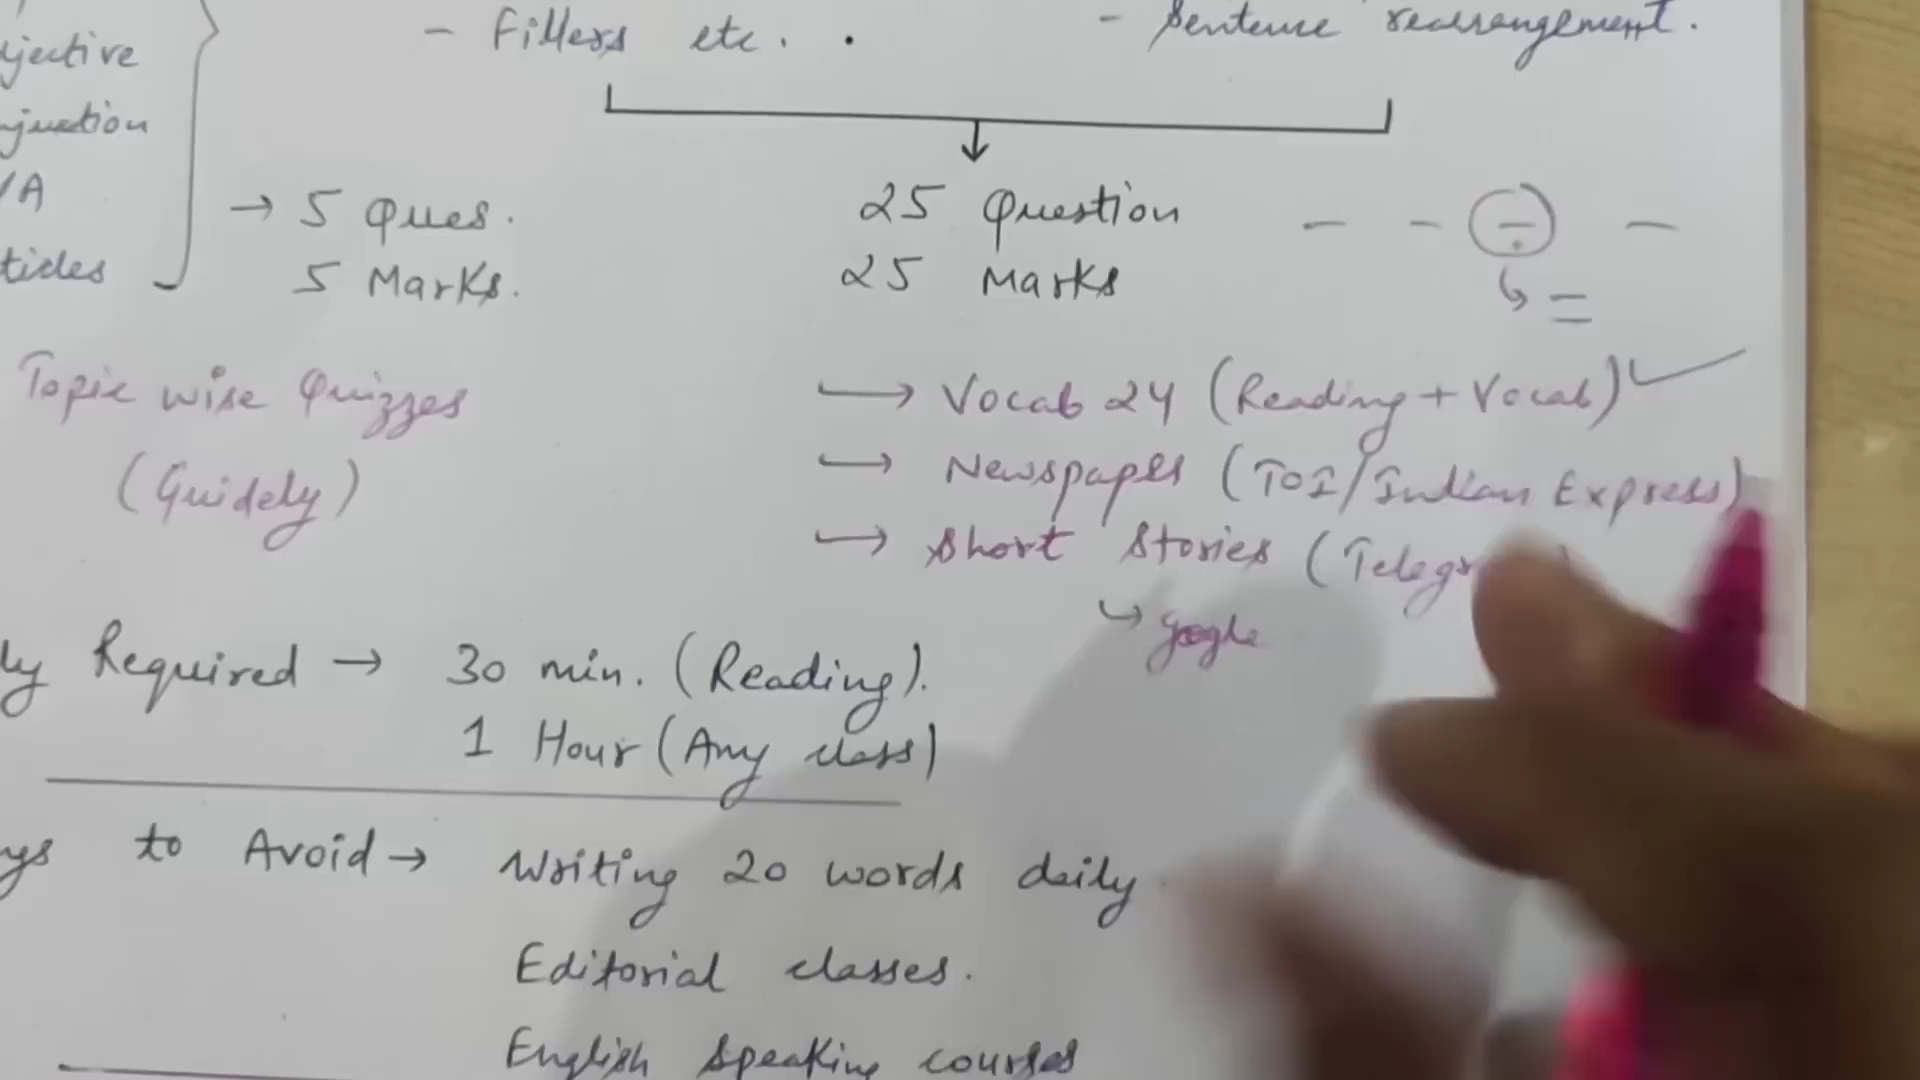 - Fillers etc. .
- Sentence rearrangement.
/A
→ 5 Ques.
5 Marks.
25 Question
25 Marks
Topic wise Quizzes
(Guidely)
→ Vocab 24 (Reading + Vocab)
→ Newspaper (TOI/Indian Express)
→ Short Stories (
↳ google
Required → 30 min. (Reading).
1 Hour (Any class)
to Avoid → Writing 20 words daily
Editorial classes.
English speaking courses